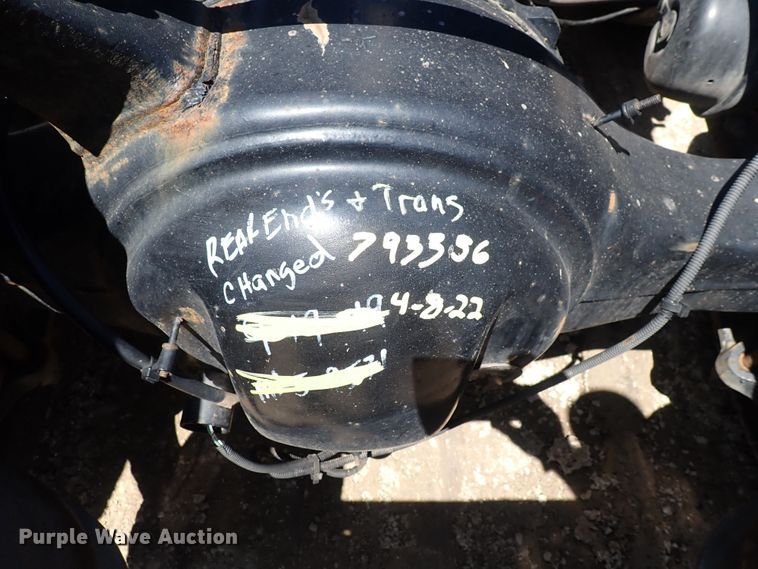 REAR End's + Trans
changed 793356
4-8-22
Purple Wave Auction